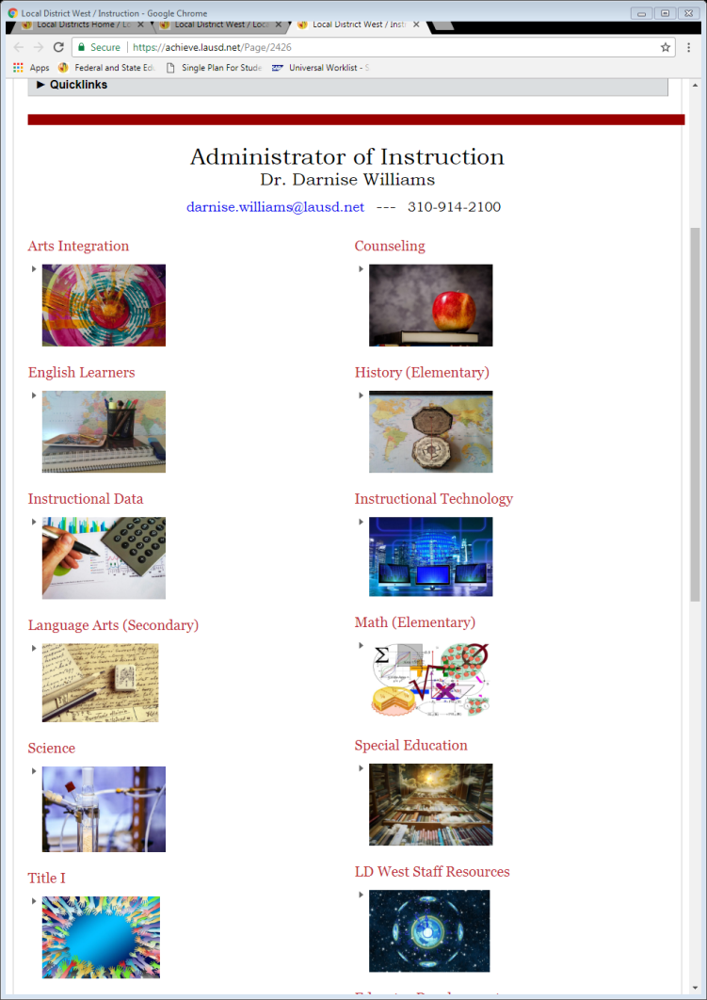 Local District West / Instruction - Google Chrome
Local Districts Home / Lo
Local District West / Loca
Local District West / Inst
Secure | https://achieve.lausd.net/Page/2426
Apps Federal and State Edu Single Plan For Stude Universal Worklist - S
► Quicklinks
Administrator of Instruction
Dr. Darnise Williams
darnise.williams@lausd.net --- 310-914-2100
Arts Integration
Counseling
English Learners
History (Elementary)
Instructional Data
Instructional Technology
Language Arts (Secondary)
Math (Elementary)
Science
Special Education
Title I
LD West Staff Resources